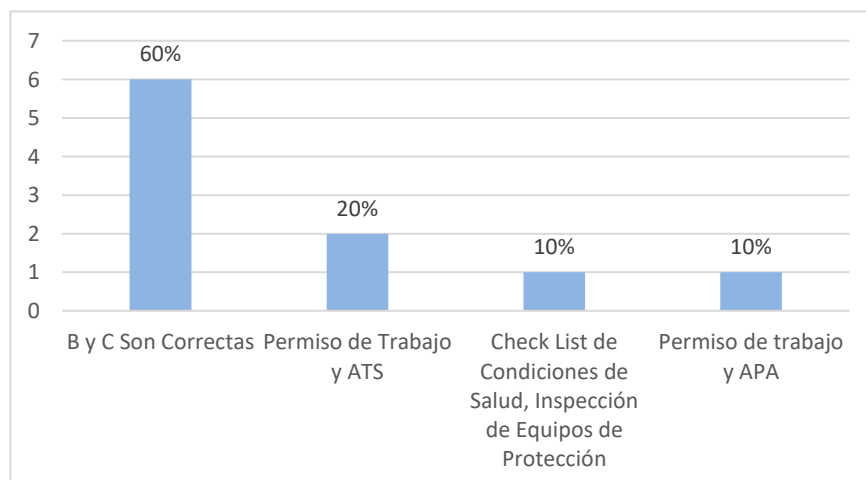 7
60%
6
5
4
3
20%
2
10%
10%
1
0
B y C Son Correctas
Permiso de Trabajo
y ATS
Check List de
Condiciones de
Salud, Inspección
de Equipos de
Protección
Permiso de trabajo
y APA